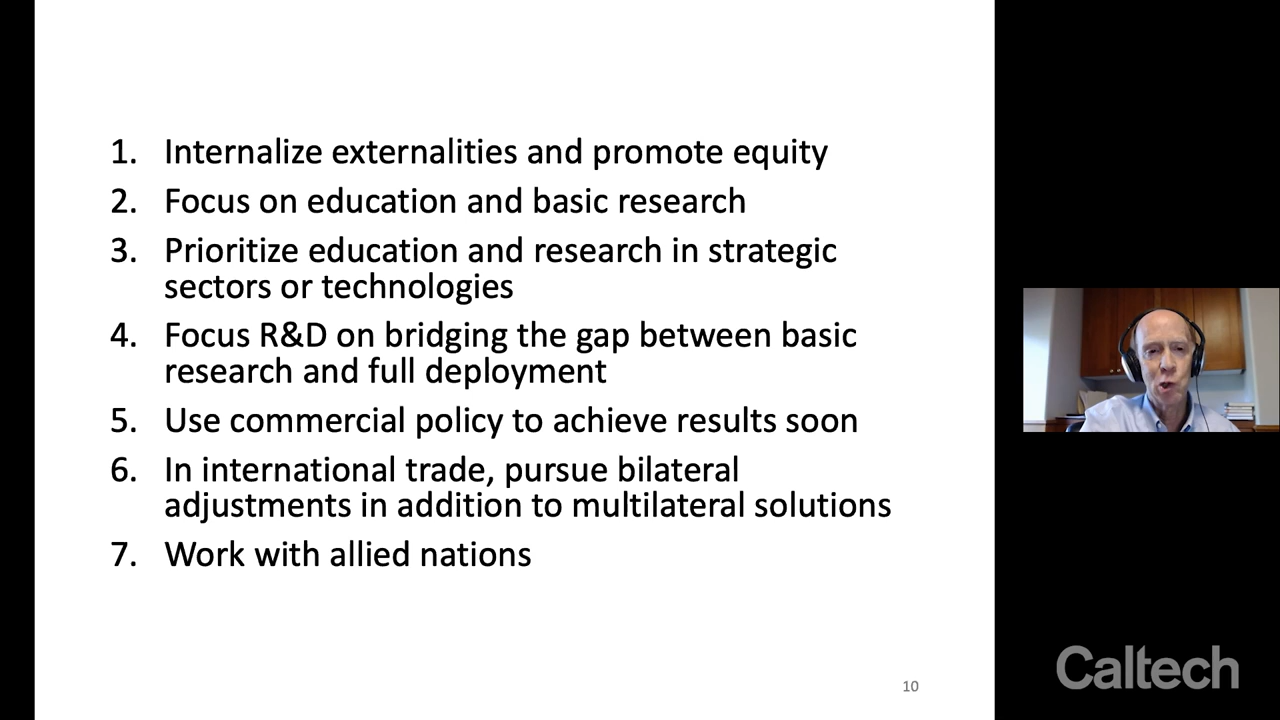 1. Internalize externalities and promote equity
2. Focus on education and basic research
3. Prioritize education and research in strategic
sectors or technologies
4. Focus R&D on bridging the gap between basic
research and full deployment
5. Use commercial policy to achieve results soon
6. In international trade, pursue bilateral
adjustments in addition to multilateral solutions
7. Work with allied nations
10
Caltech